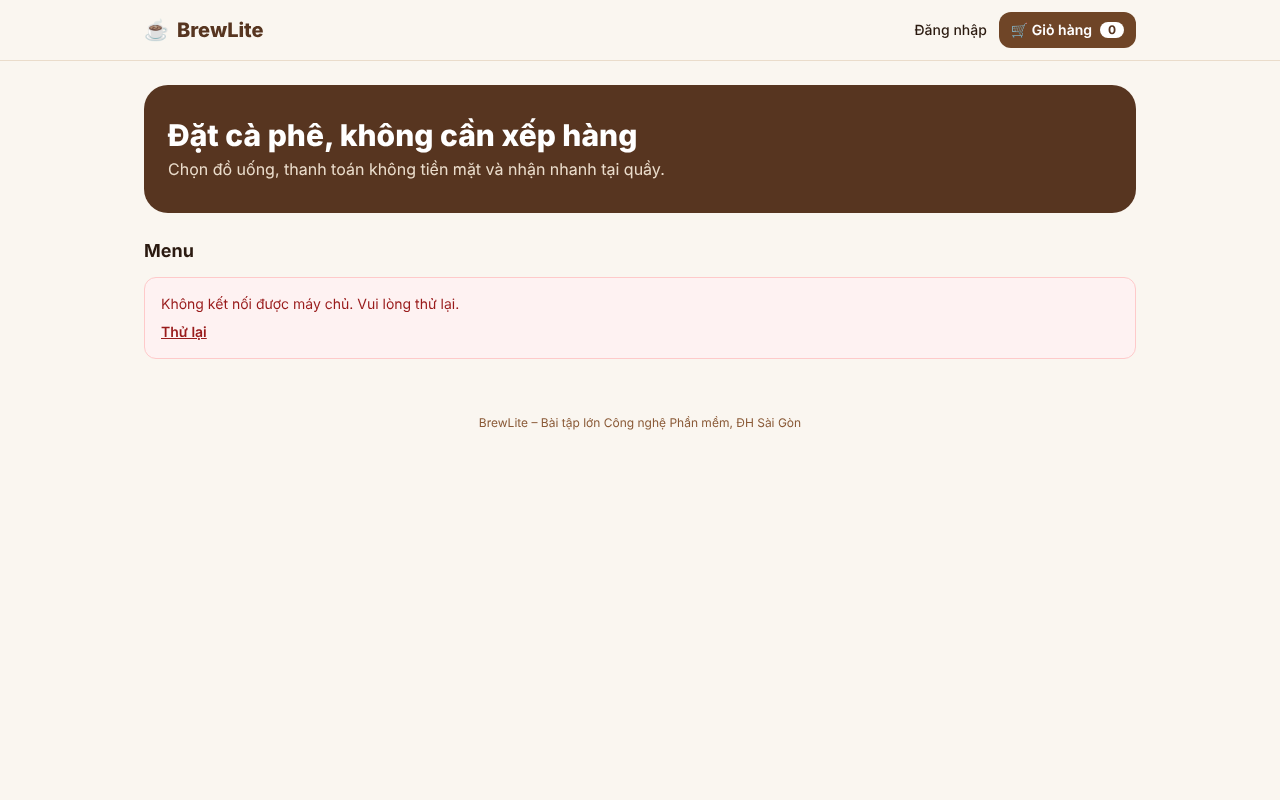 ☕ BrewLite
Đăng nhập
🛒 Giỏ hàng 0
Đặt cà phê, không cần xếp hàng
Chọn đồ uống, thanh toán không tiền mặt và nhận nhanh tại quầy.
Menu
Không kết nối được máy chủ. Vui lòng thử lại.
Thử lại
BrewLite – Bài tập lớn Công nghệ Phần mềm, ĐH Sài Gòn